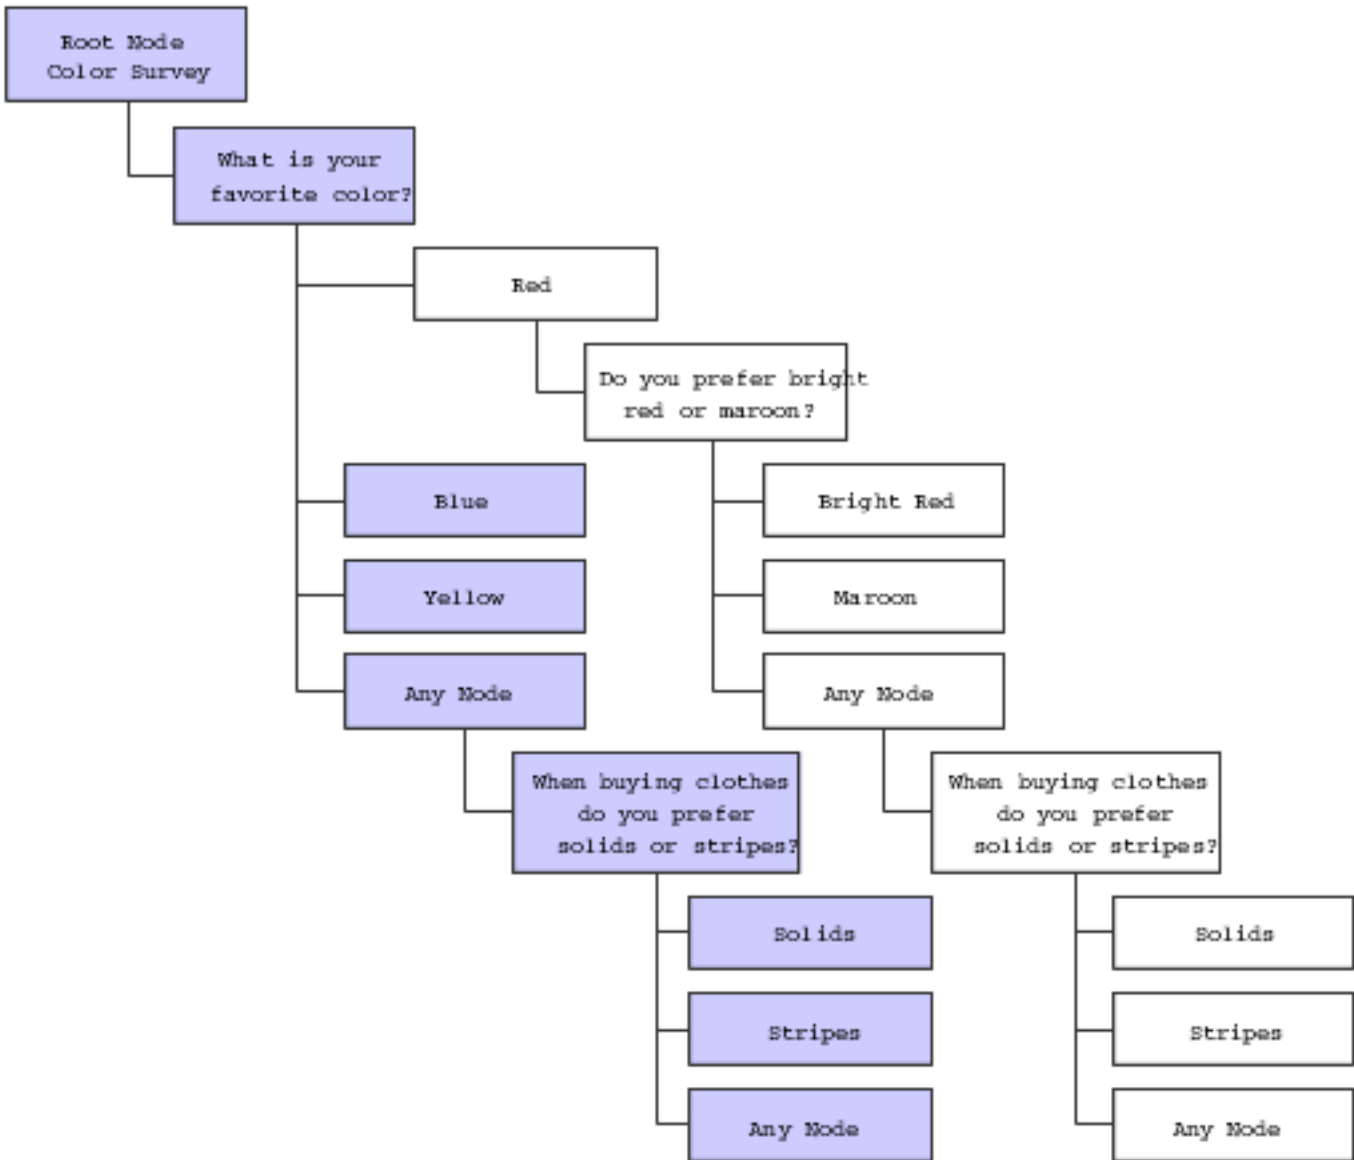 Root Node
Color Survey
What is your
favorite color?
Red
Do you prefer bright
red or maroon?
Blue
Bright Red
Yellow
Maroon
Any Node
Any Node
When buying clothes
do you prefer
solids or stripes?
When buying clothes
do you prefer
solids or stripes?
Solids
Solids
Stripes
Stripes
Any Node
Any Node